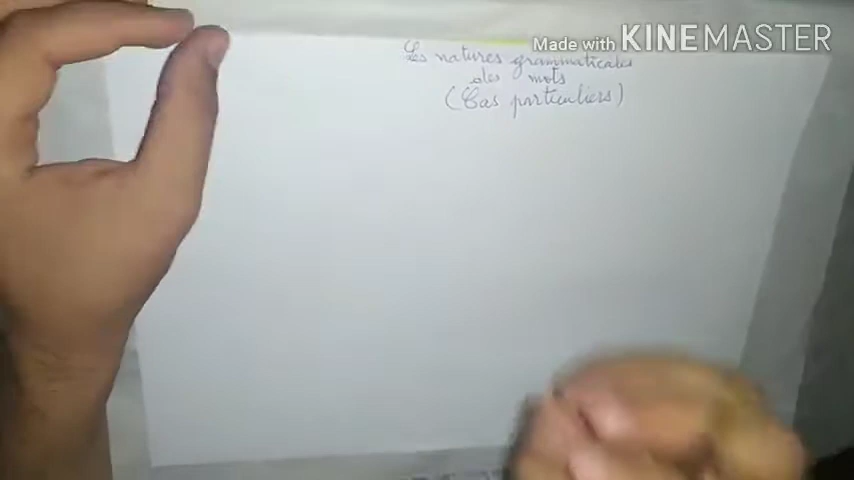 Made with KINEMASTER
Les natures grammaticales
des mots
(Cas particuliers)